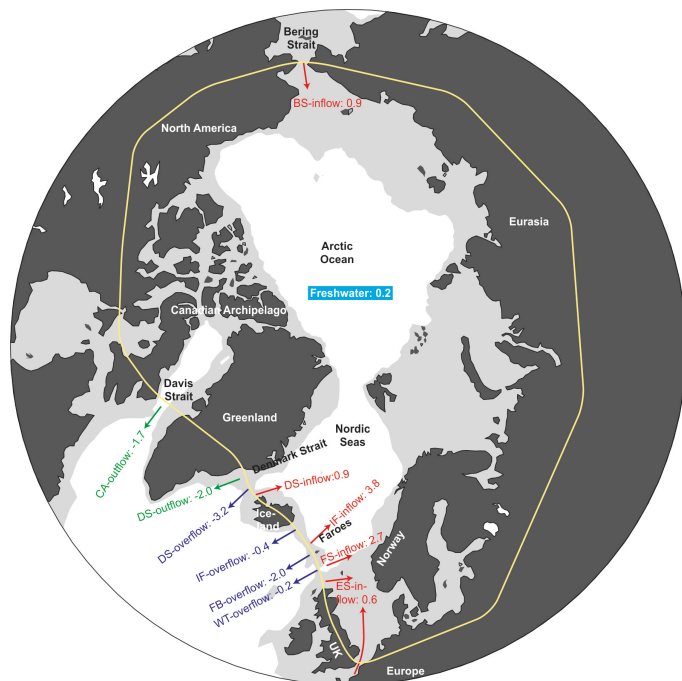 Bering
Strait
BS-inflow: 0.9
North America
Eurasia
Arctic
Ocean
Freshwater: 0.2
Canadian Archipelago
Davis
Strait
Greenland
Nordic
Seas
CA-outflow: -1.7
Denmark Strait
DS-inflow:0.9
DS-outflow: -2.0
DS-overflow: -3.2
Ice-
land
IF-inflow: 3.8
Faroes
IF-overflow: -0.4
FS-inflow: 2.7
Norway
FB-overflow: -2.0
WT-overflow: -0.2
ES-in-
flow: 0.6
UK
Europe